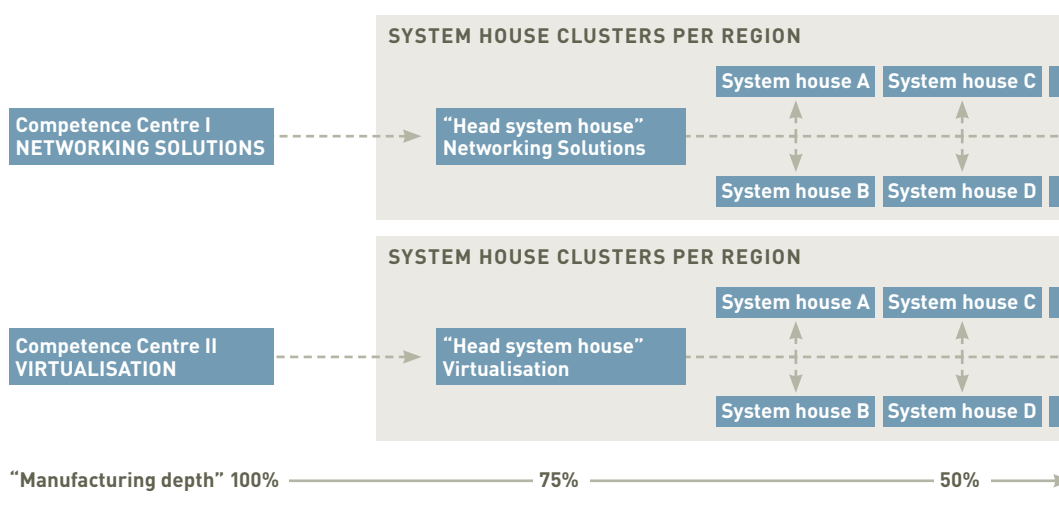 SYSTEM HOUSE CLUSTERS PER REGION
System house A
System house C
Competence Centre I
NETWORKING SOLUTIONS
“Head system house”
Networking Solutions
System house B
System house D
SYSTEM HOUSE CLUSTERS PER REGION
System house A
System house C
Competence Centre II
VIRTUALISATION
“Head system house”
Virtualisation
System house B
System house D
“Manufacturing depth” 100%
75%
50%